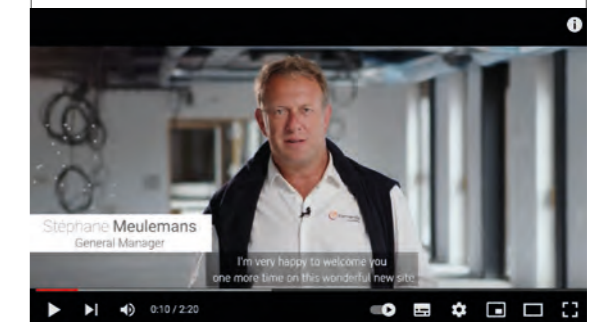 Stéphane Meulemans
General Manager
I'm very happy to welcome you
one more time on this wonderful new site
0:10 / 2:20